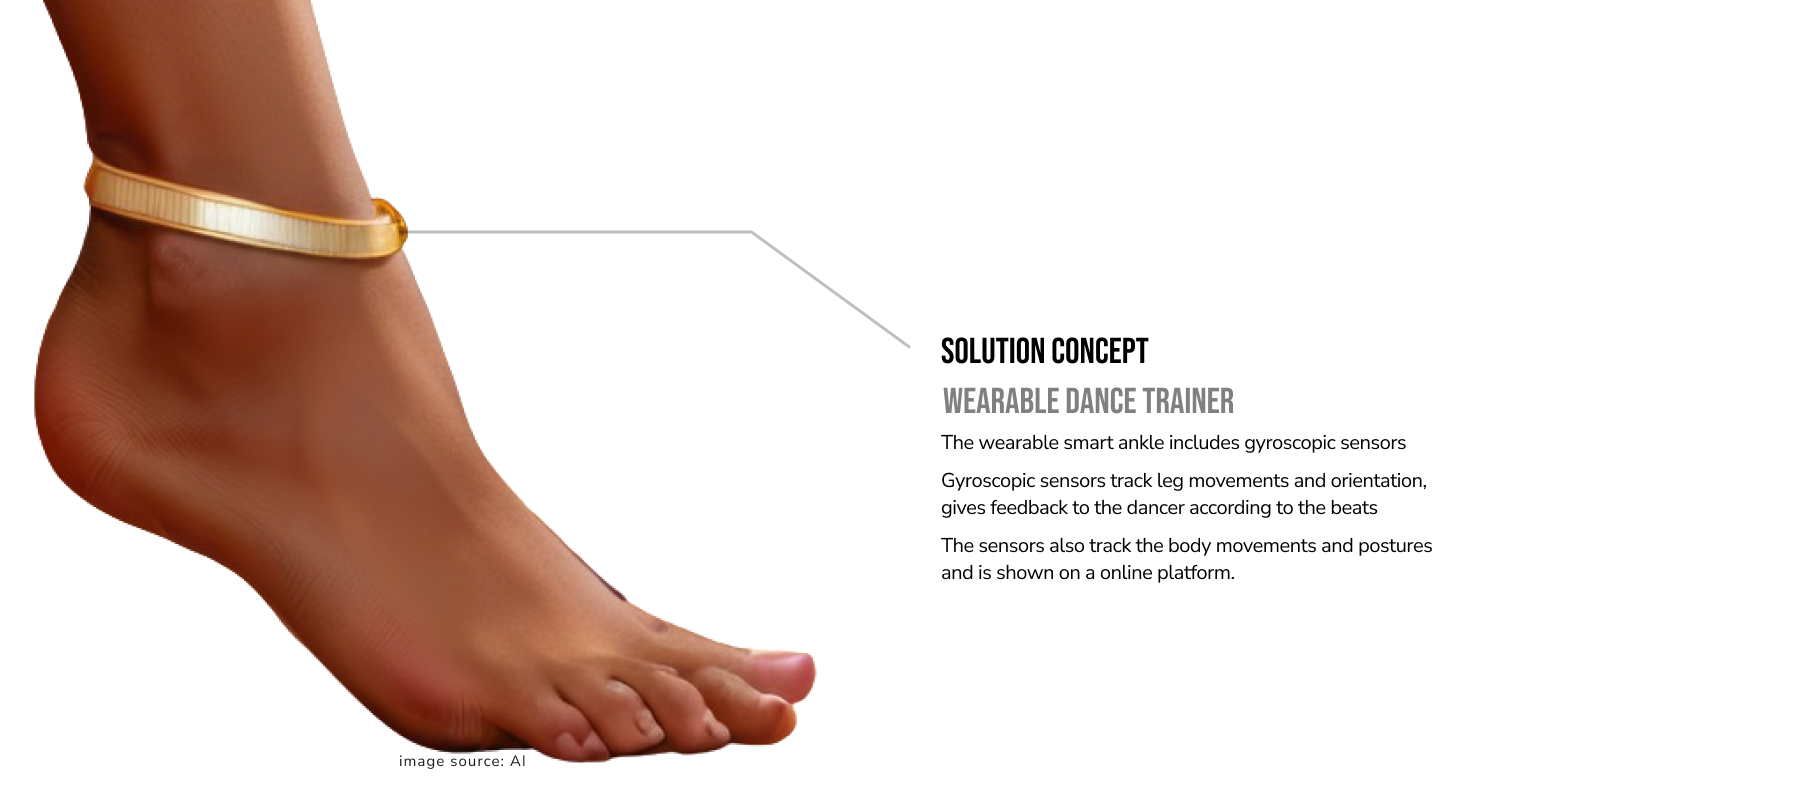 SOLUTION CONCEPT
WEARABLE DANCE TRAINER
The wearable smart ankle includes gyroscopic sensors
Gyroscopic sensors track leg movements and orientation,
gives feedback to the dancer according to the beats
The sensors also track the body movements and postures
and is shown on a online platform.
image source: AI